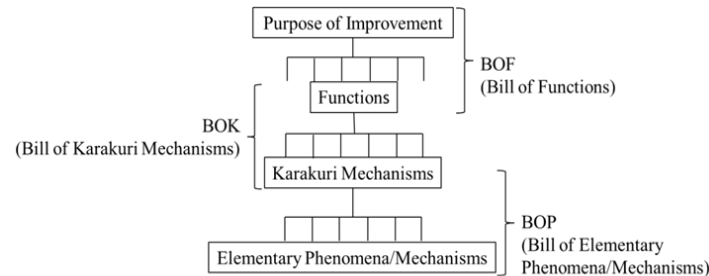 Purpose of Improvement
BOF
(Bill of Functions)
Functions
BOK
(Bill of Karakuri Mechanisms)
Karakuri Mechanisms
BOP
(Bill of Elementary
Phenomena/Mechanisms)
Elementary Phenomena/Mechanisms